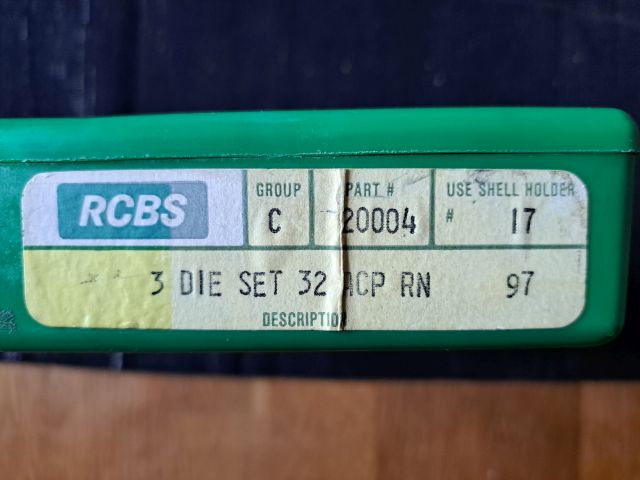 RCBS
GROUP
C
PART #
20004
USE SHELL HOLDER
# 17
3 DIE SET 32 ACP RN 97
DESCRIPTION